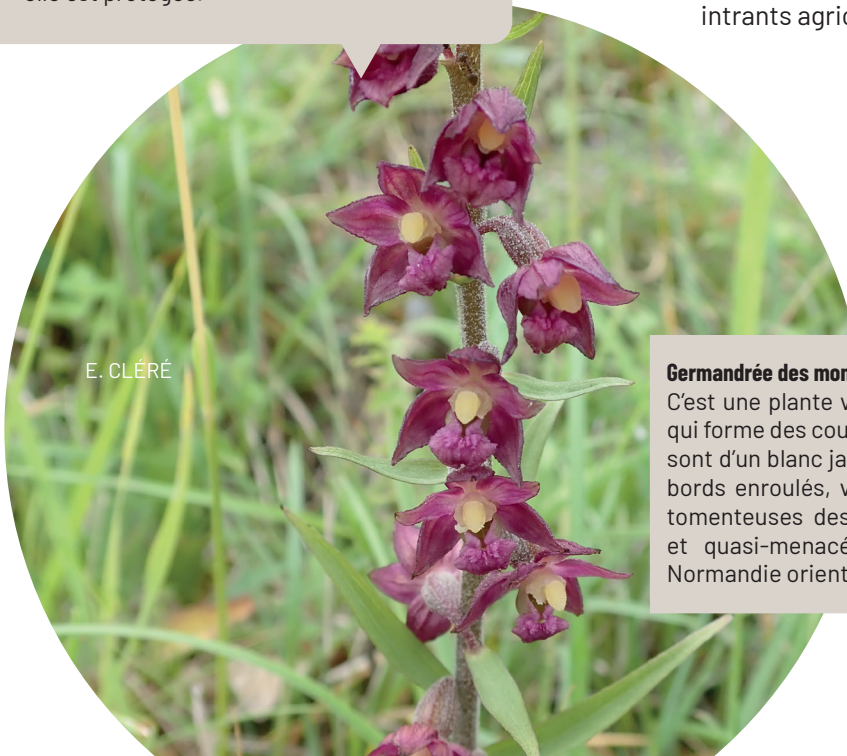 elle est protégée.
intrants agric
E. CLÉRÉ
Germandrée des mon
C'est une plante v
qui forme des cou
sont d'un blanc ja
bords enroulés, v
tomenteuses des
et quasi-menacé
Normandie orient